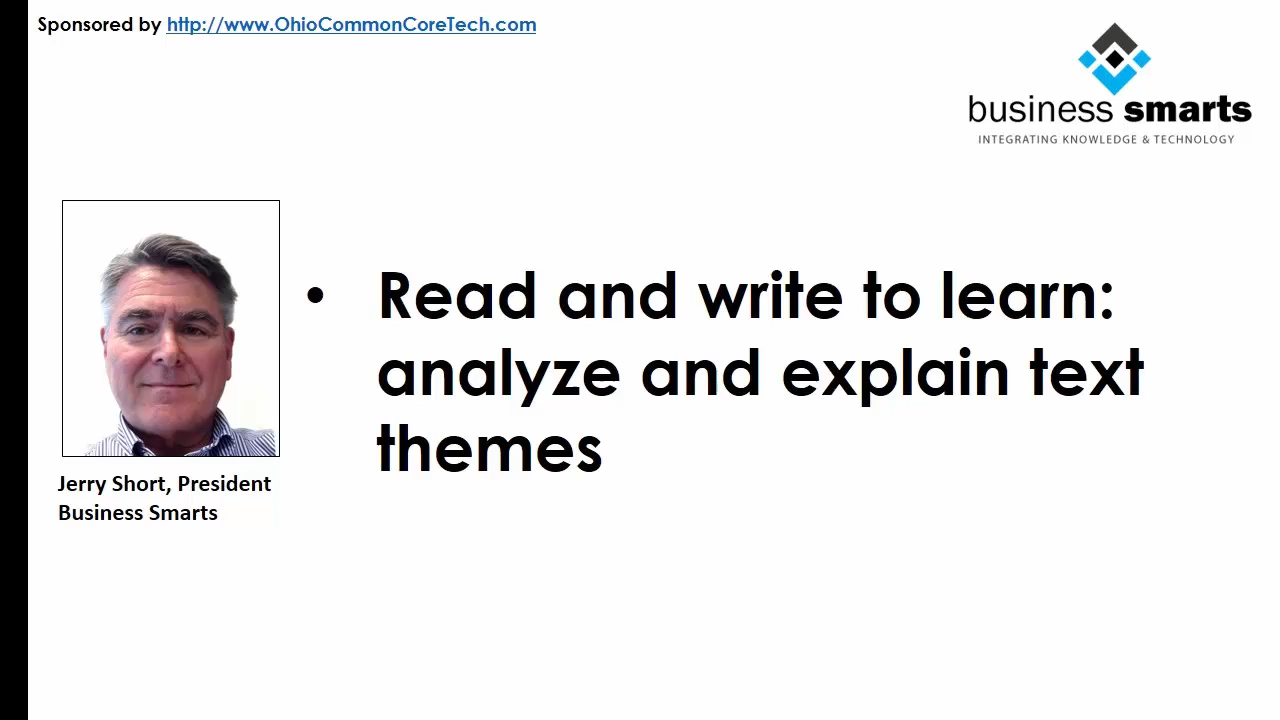 Sponsored by http://www.OhioCommonCoreTech.com
business smarts
INTEGRATING KNOWLEDGE & TECHNOLOGY
• Read and write to learn:
analyze and explain text
themes
Jerry Short, President
Business Smarts